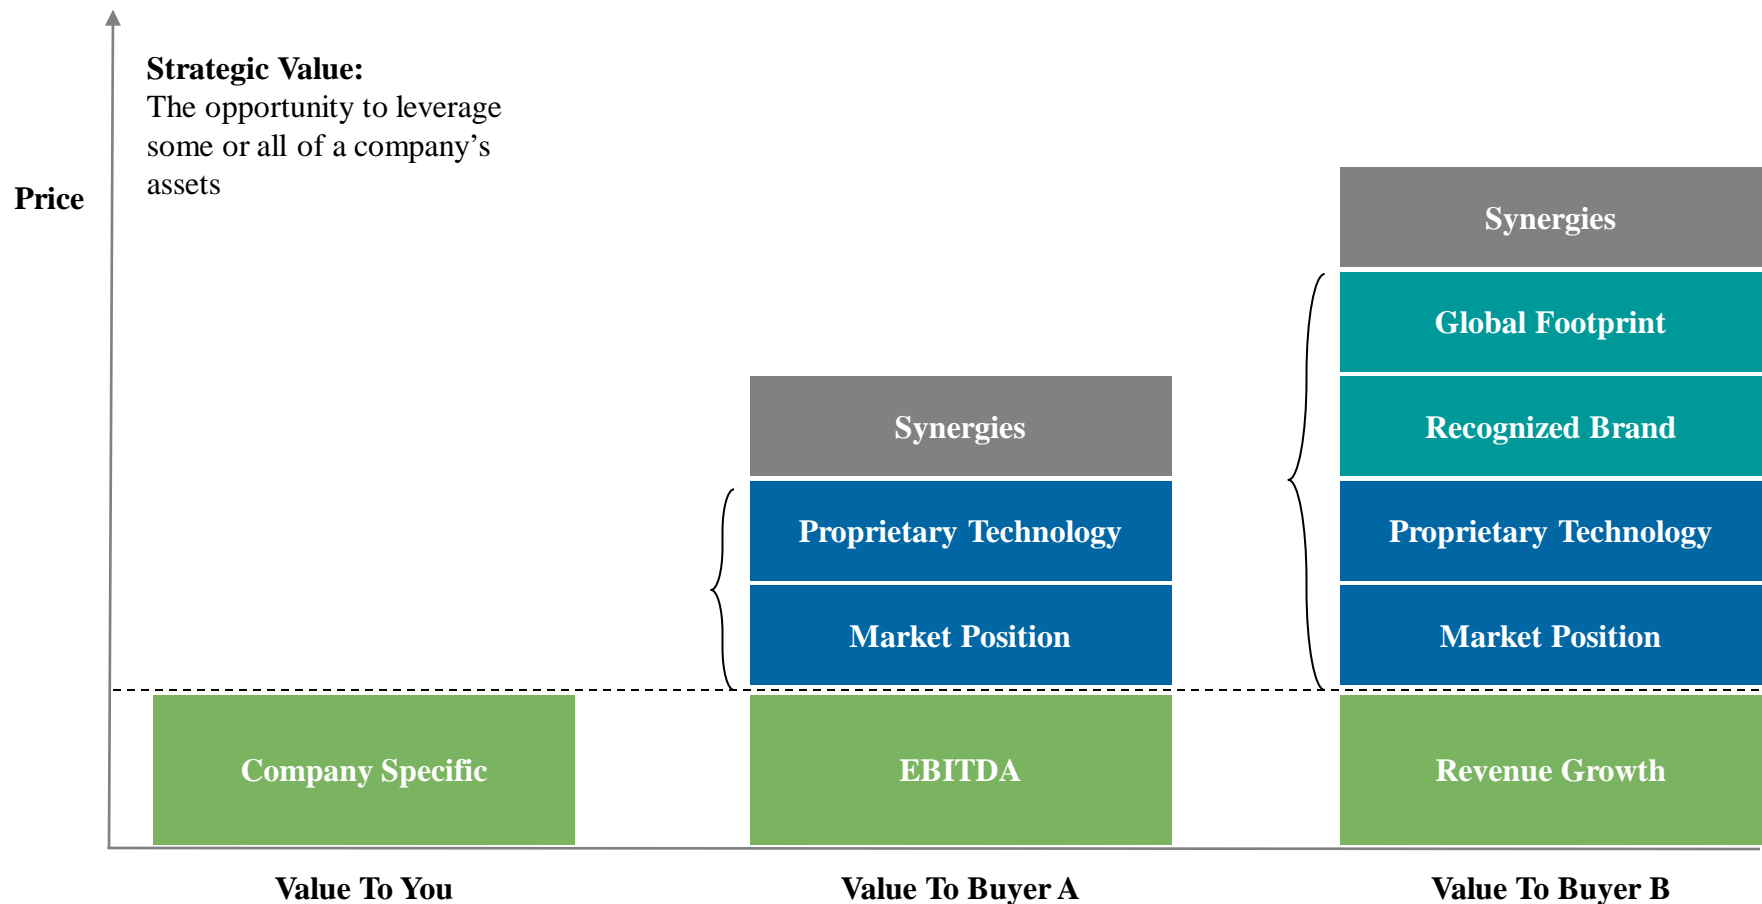 Strategic Value:
The opportunity to leverage
some or all of a company’s
assets
Price
Synergies
Global Footprint
Synergies
Recognized Brand
Proprietary Technology
Proprietary Technology
Market Position
Market Position
Company Specific
EBITDA
Revenue Growth
Value To You
Value To Buyer A
Value To Buyer B